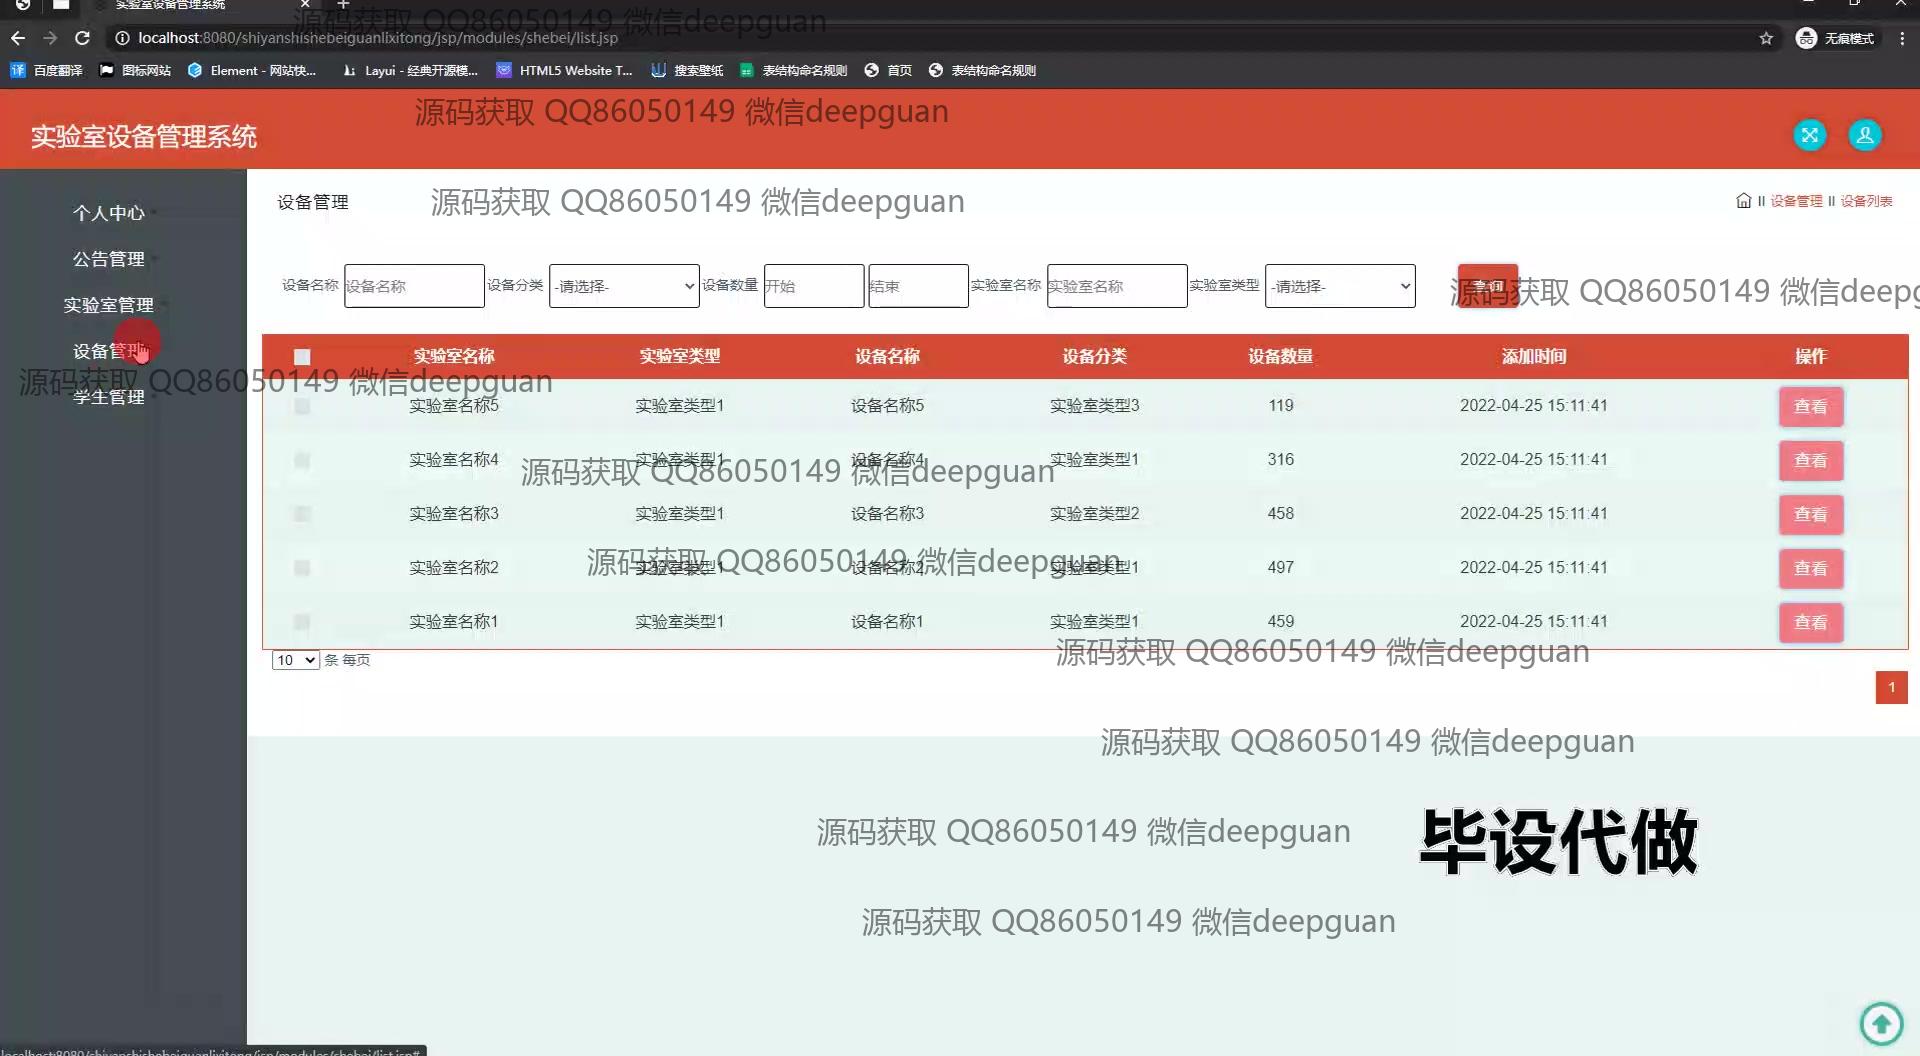 实验室设备管理系统
源码获取 QQ86050149 微信deepguan
localhost:8080/shiyanshishebeiguanlixitong/jsp/modules/shebei/list.jsp
无痕模式
百度翻译 图标网站 Element - 网站快... Layui - 经典开源模... HTML5 Website T... 搜索壁纸 表结构命名规则 首页 表结构命名规则
源码获取 QQ86050149 微信deepguan
实验室设备管理系统
个人中心
公告管理
实验室管理
设备管理
学生管理
设备管理
源码获取 QQ86050149 微信deepguan
II 设备管理 II 设备列表
设备名称 设备名称 设备分类 -请选择- 设备数量 开始 结束 实验室名称 实验室名称 实验室类型 -请选择- 查询
源码获取 QQ86050149 微信deepg
实验室名称 实验室类型 设备名称 设备分类 设备数量 添加时间 操作
源码获取 QQ86050149 微信deepguan
实验室名称5 实验室类型1 设备名称5 实验室类型3 119 2022-04-25 15:11:41 查看
实验室名称4 实验室类型1 设备名称4 实验室类型1 316 2022-04-25 15:11:41 查看
源码获取 QQ86050149 微信deepguan
实验室名称3 实验室类型1 设备名称3 实验室类型2 458 2022-04-25 15:11:41 查看
源码获取 QQ86050149 微信deepguan
实验室名称2 实验室类型1 设备名称2 实验室类型1 497 2022-04-25 15:11:41 查看
实验室名称1 实验室类型1 设备名称1 实验室类型1 459 2022-04-25 15:11:41 查看
源码获取 QQ86050149 微信deepguan
10 条 每页
1
源码获取 QQ86050149 微信deepguan
源码获取 QQ86050149 微信deepguan
毕设代做
源码获取 QQ86050149 微信deepguan
localhost:8080/shiyanshishebeiguanlixitong/jsp/modules/shebei/list.jsp#